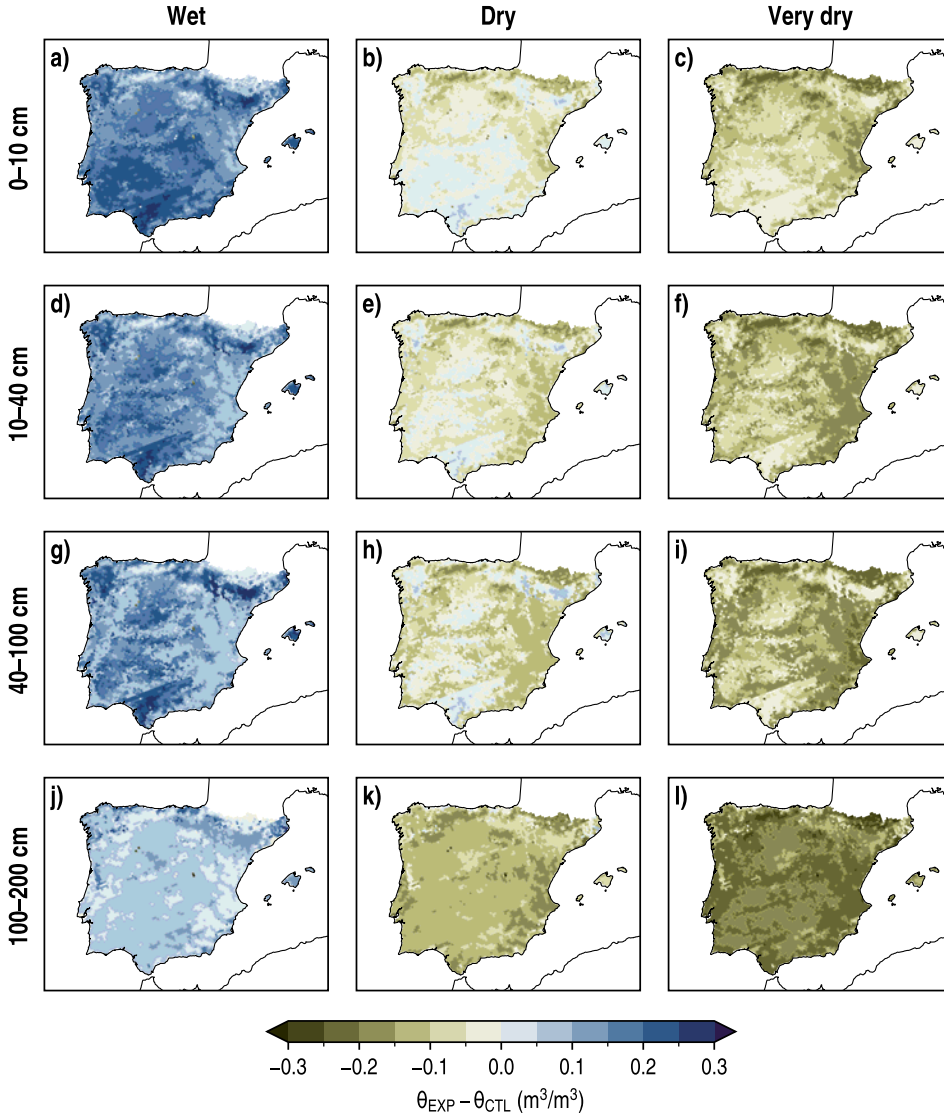 Wet Dry Very dry
0–10 cm
a) b) c)
10–40 cm
d) e) f)
40–100 cm
g) h) i)
100–200 cm
j) k) l)
−0.3 −0.2 −0.1 0.0 0.1 0.2 0.3
θEXP – θCTL (m³/m³)